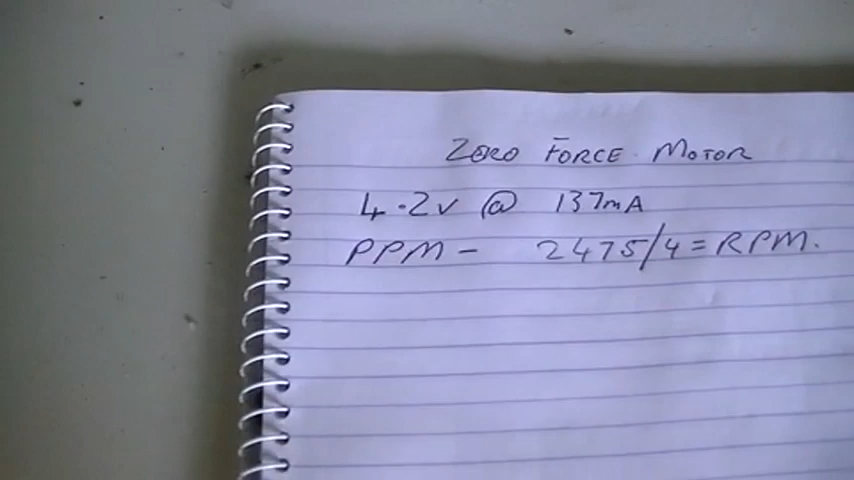 ZERO FORCE MOTOR
4.2V @ 137mA
PPM - 2475/4 = RPM.